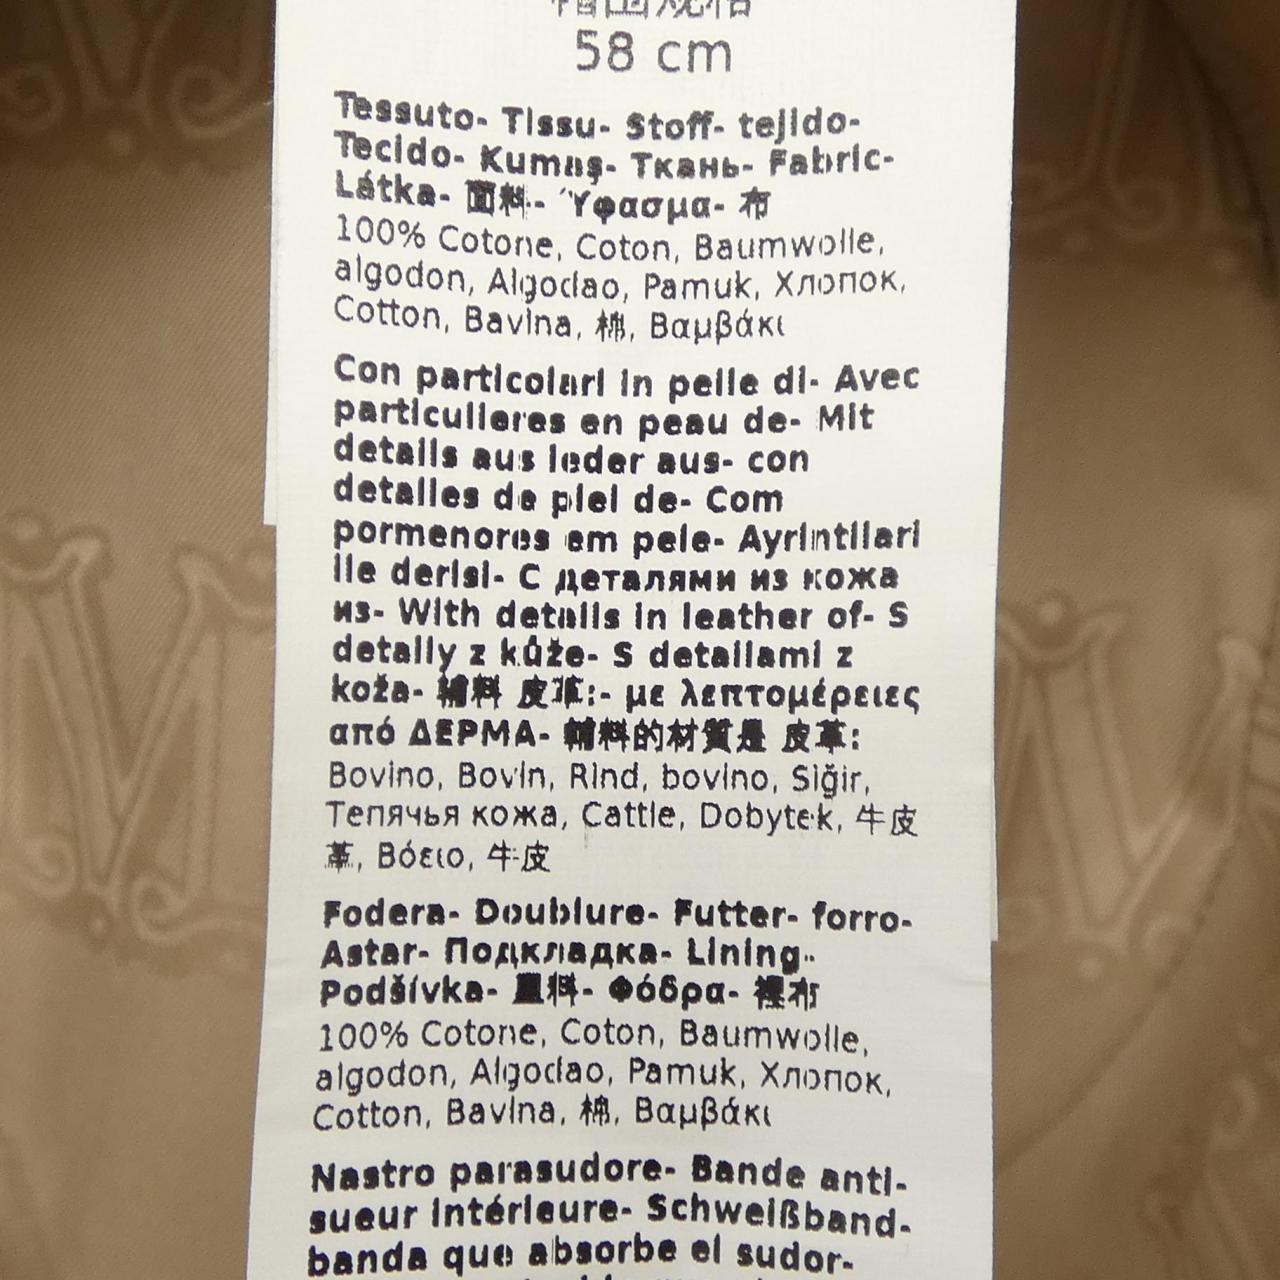 58 cm
Tessuto- Tissu- Stoff- tejido-
Tecido- Kumaş- Ткань- Fabric-
Látka- 面料- Ύφασμα- 布
100% Cotone, Coton, Baumwolle,
algodon, Algodao, Pamuk, Хлопок,
Cotton, Bavlna, 棉, Βαμβάκι
Con particolari in pelle di- Avec
particulieres en peau de- Mit
details aus leder aus- con
detalles de piel de- Com
pormenores em pele- Ayrintilari
ile derisi- С деталями из кожа
из- With details in leather of- S
detaily z kůže- S detailami z
koža- 輔料 皮革:- με λεπτομέρειες
από ΔΕΡΜΑ- 輔料的材質是 皮革:
Bovino, Bovin, Rind, bovino, Siğir,
Тепячья кожа, Cattle, Dobytek, 牛皮
革, Βόειο, 牛皮
Fodera- Doublure- Futter- forro-
Astar- Подкладка- Lining-
Podšívka- 里料- Φόδρα- 裡布
100% Cotone, Coton, Baumwolle,
algodon, Algodao, Pamuk, Хлопок,
Cotton, Bavlna, 棉, Βαμβάκι
Nastro parasudore- Bande anti-
sueur intérieure- Schweißband-
banda que absorbe el sudor-